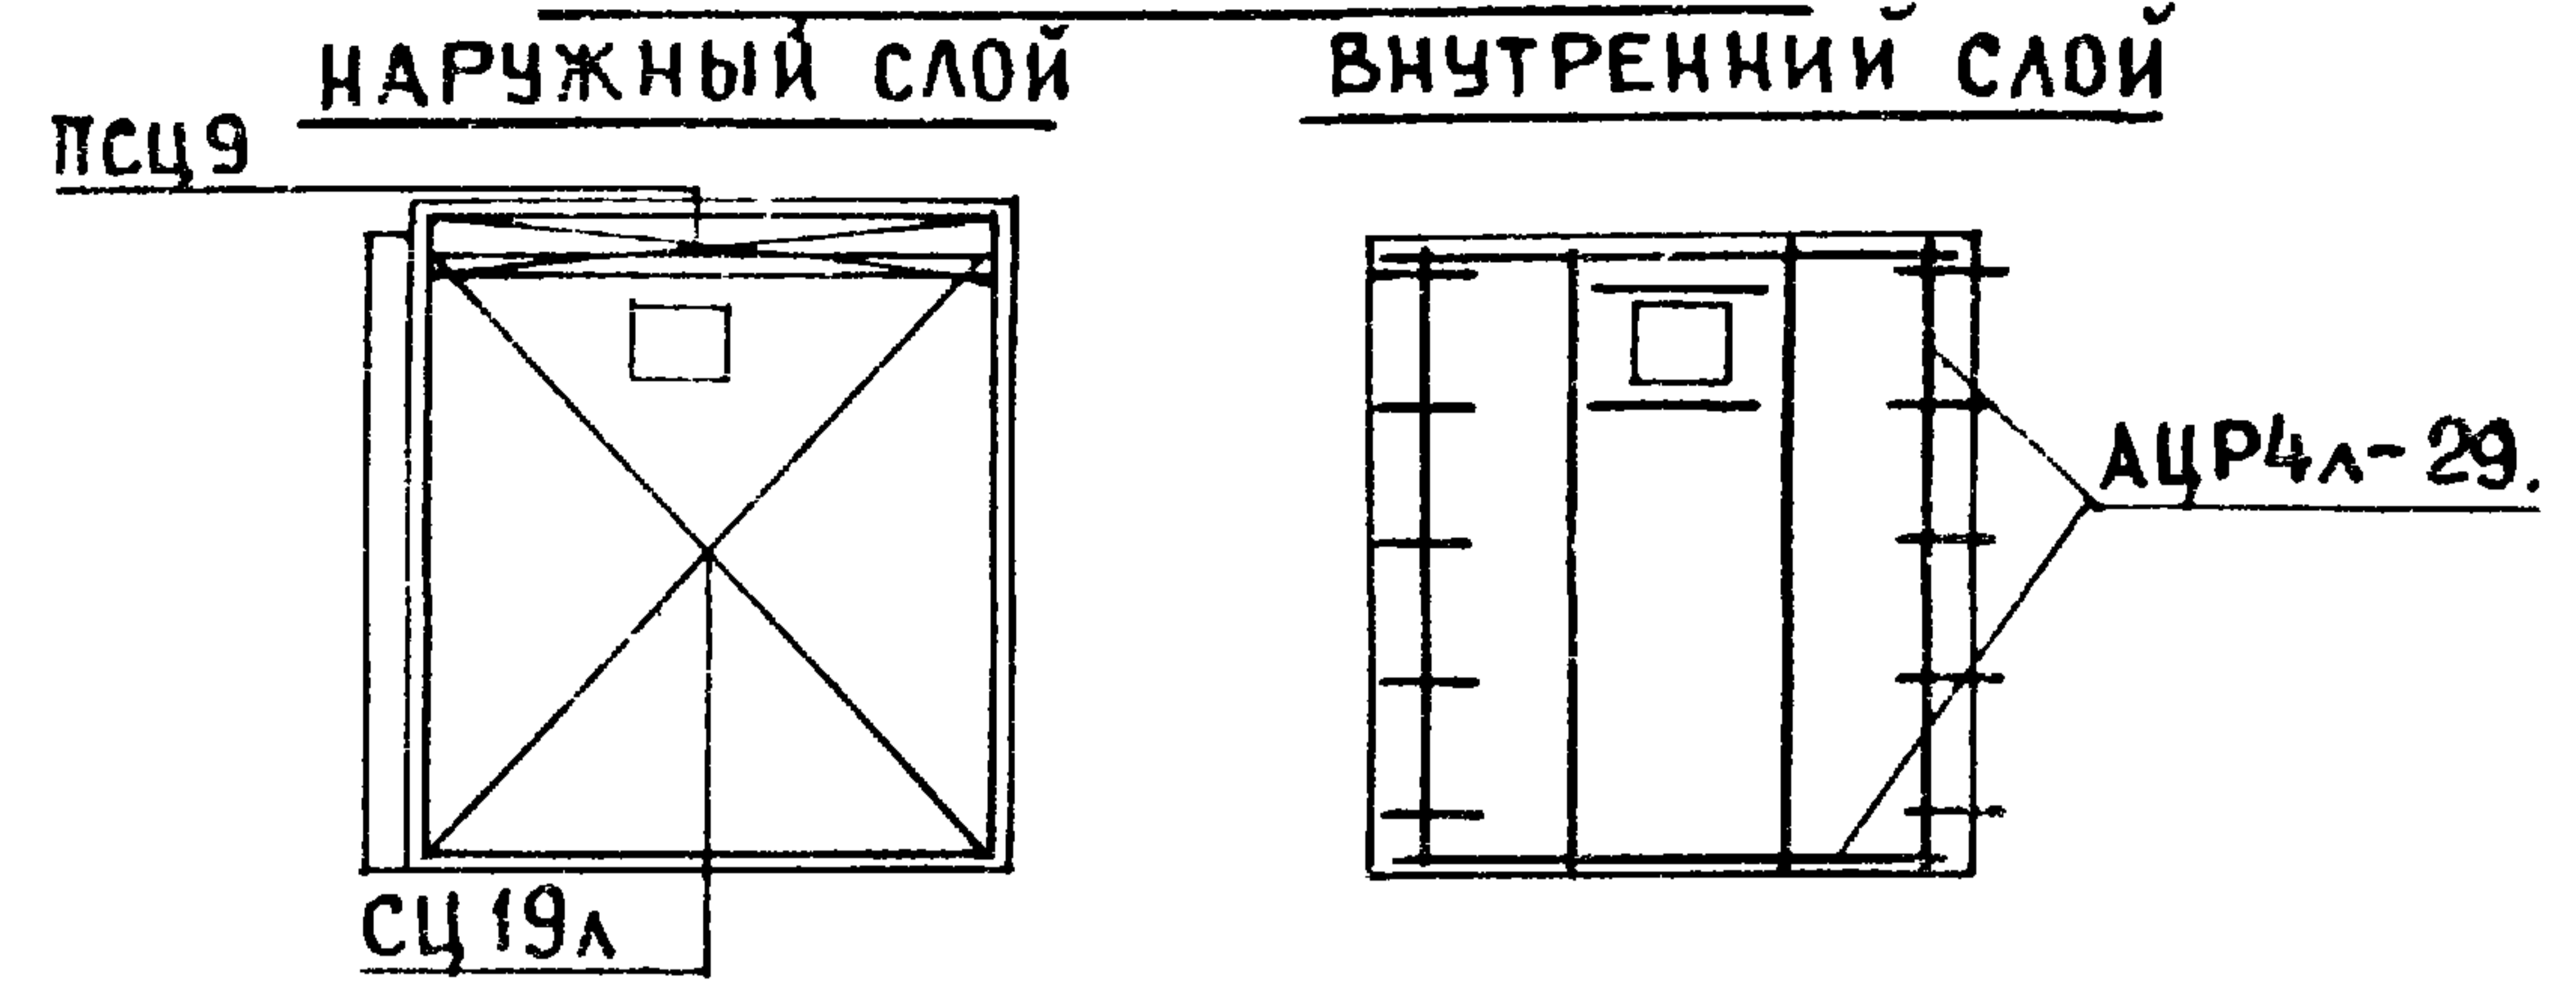 НАРУЖНЫЙ СЛОЙ
ВНУТРЕННИЙ СЛОЙ
ПСЦ9
АЦР4л-29.
СЦ19л